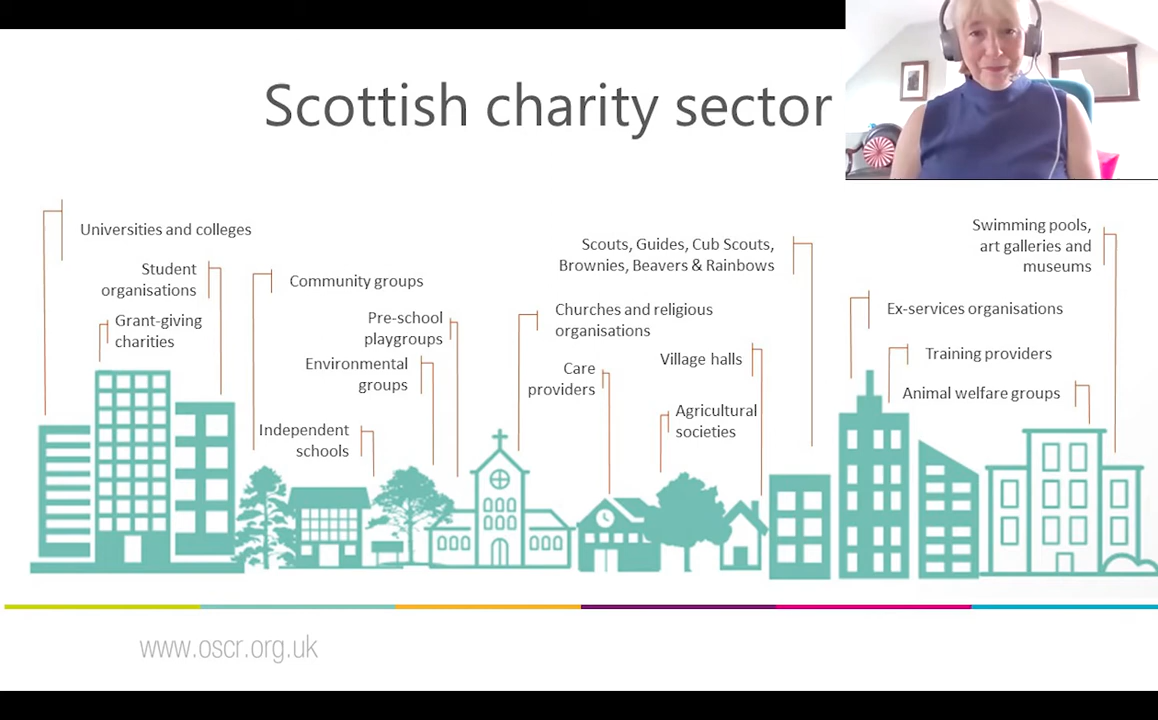 Scottish charity sector
Universities and colleges
Student
organisations
Grant-giving
charities
Community groups
Pre-school
playgroups
Environmental
groups
Independent
schools
Scouts, Guides, Cub Scouts,
Brownies, Beavers & Rainbows
Churches and religious
organisations
Care
providers
Village halls
Agricultural
societies
Swimming pools,
art galleries and
museums
Ex-services organisations
Training providers
Animal welfare groups
www.oscr.org.uk